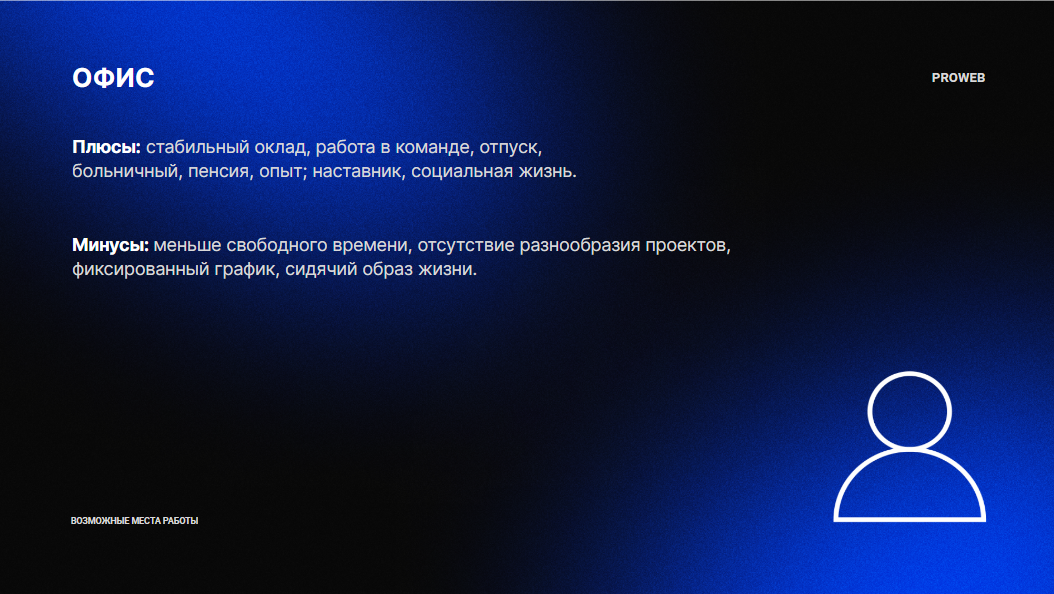 ОФИС
PROWEB
Плюсы: стабильный оклад, работа в команде, отпуск,
больничный, пенсия, опыт; наставник, социальная жизнь.
Минусы: меньше свободного времени, отсутствие разнообразия проектов,
фиксированный график, сидячий образ жизни.
ВОЗМОЖНЫЕ МЕСТА РАБОТЫ